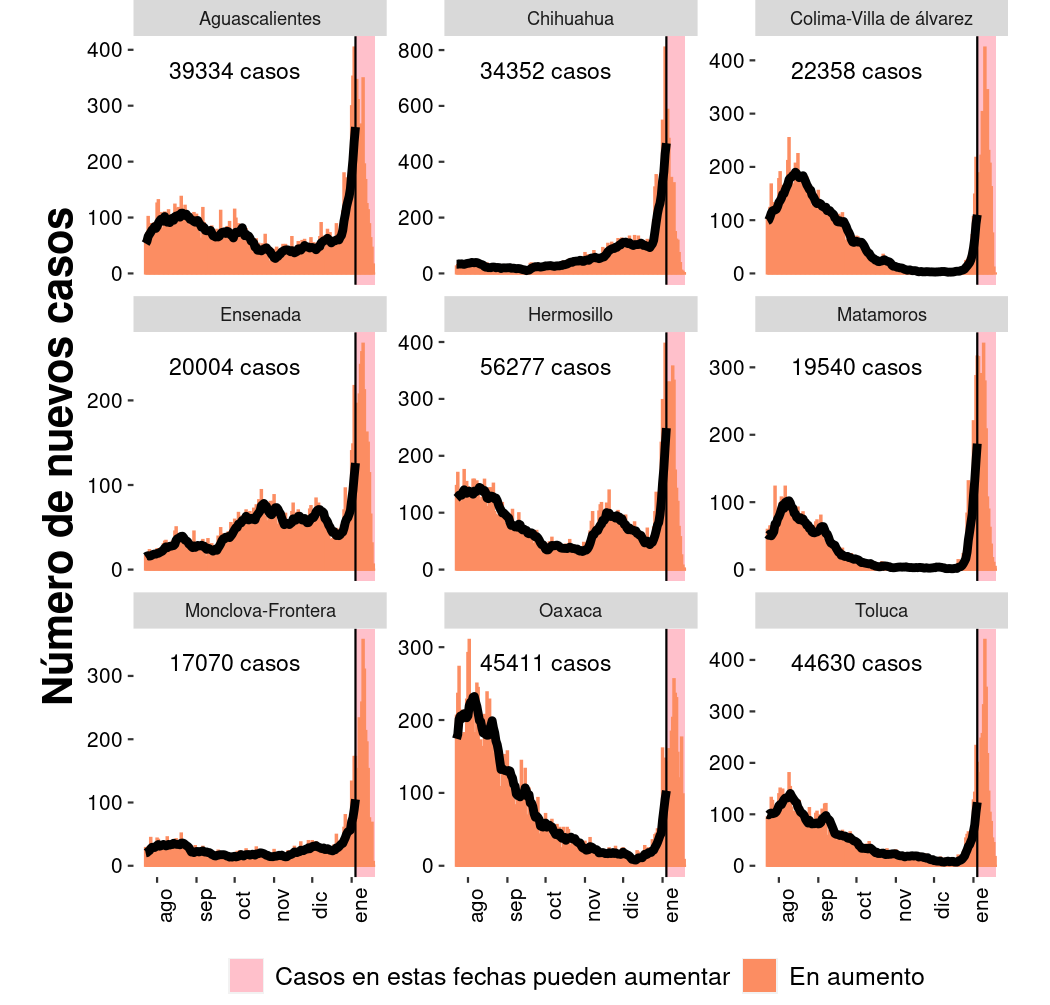 Número de nuevos casos
Aguascalientes
Chihuahua
Colima-Villa de álvarez
39334 casos
34352 casos
22358 casos
400
300
200
100
0
800
600
400
200
0
400
300
200
100
0
Ensenada
Hermosillo
Matamoros
20004 casos
56277 casos
19540 casos
200
100
0
400
300
200
100
0
300
200
100
0
Monclova-Frontera
Oaxaca
Toluca
17070 casos
45411 casos
44630 casos
300
200
100
0
300
200
100
0
400
300
200
100
0
ago sep oct nov dic ene
ago sep oct nov dic ene
ago sep oct nov dic ene
Casos en estas fechas pueden aumentar
En aumento